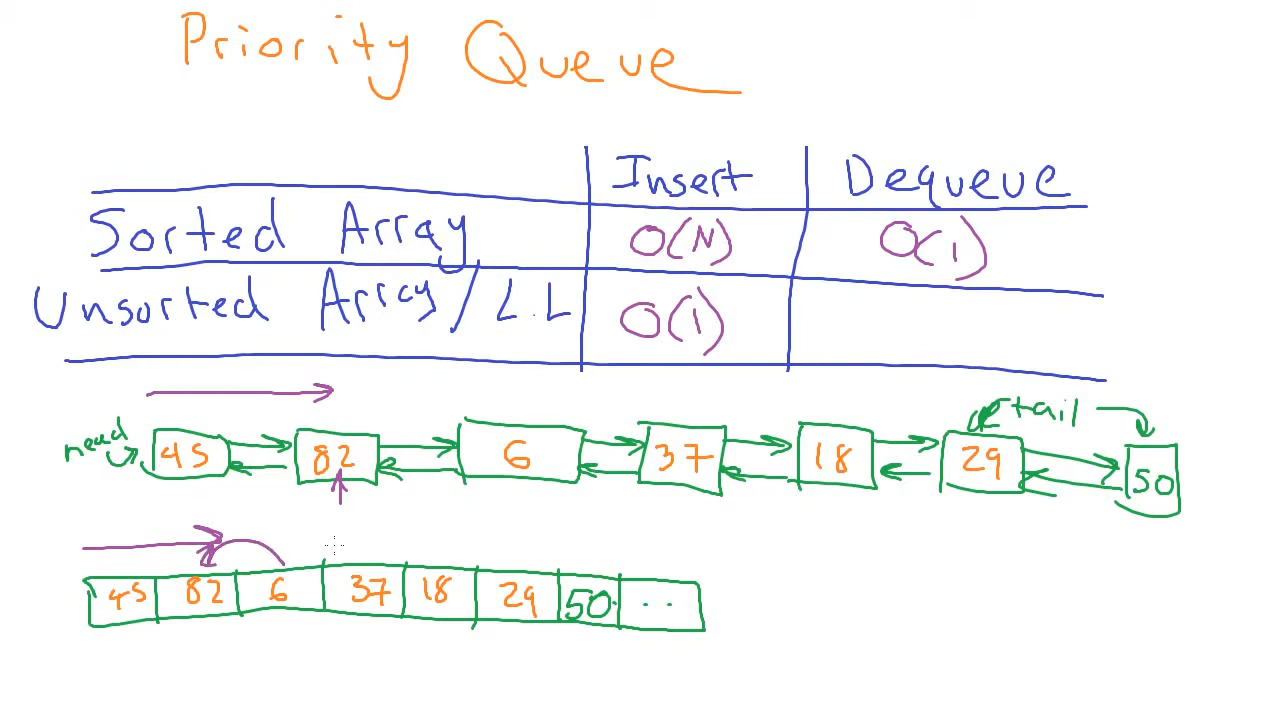 Priority Queue
Insert Dequeue
Sorted Array O(N) O(1)
Unsorted Array / L.L O(1)
head 45 82 6 37 18 29 tail 50
45 82 6 37 18 29 50 ..